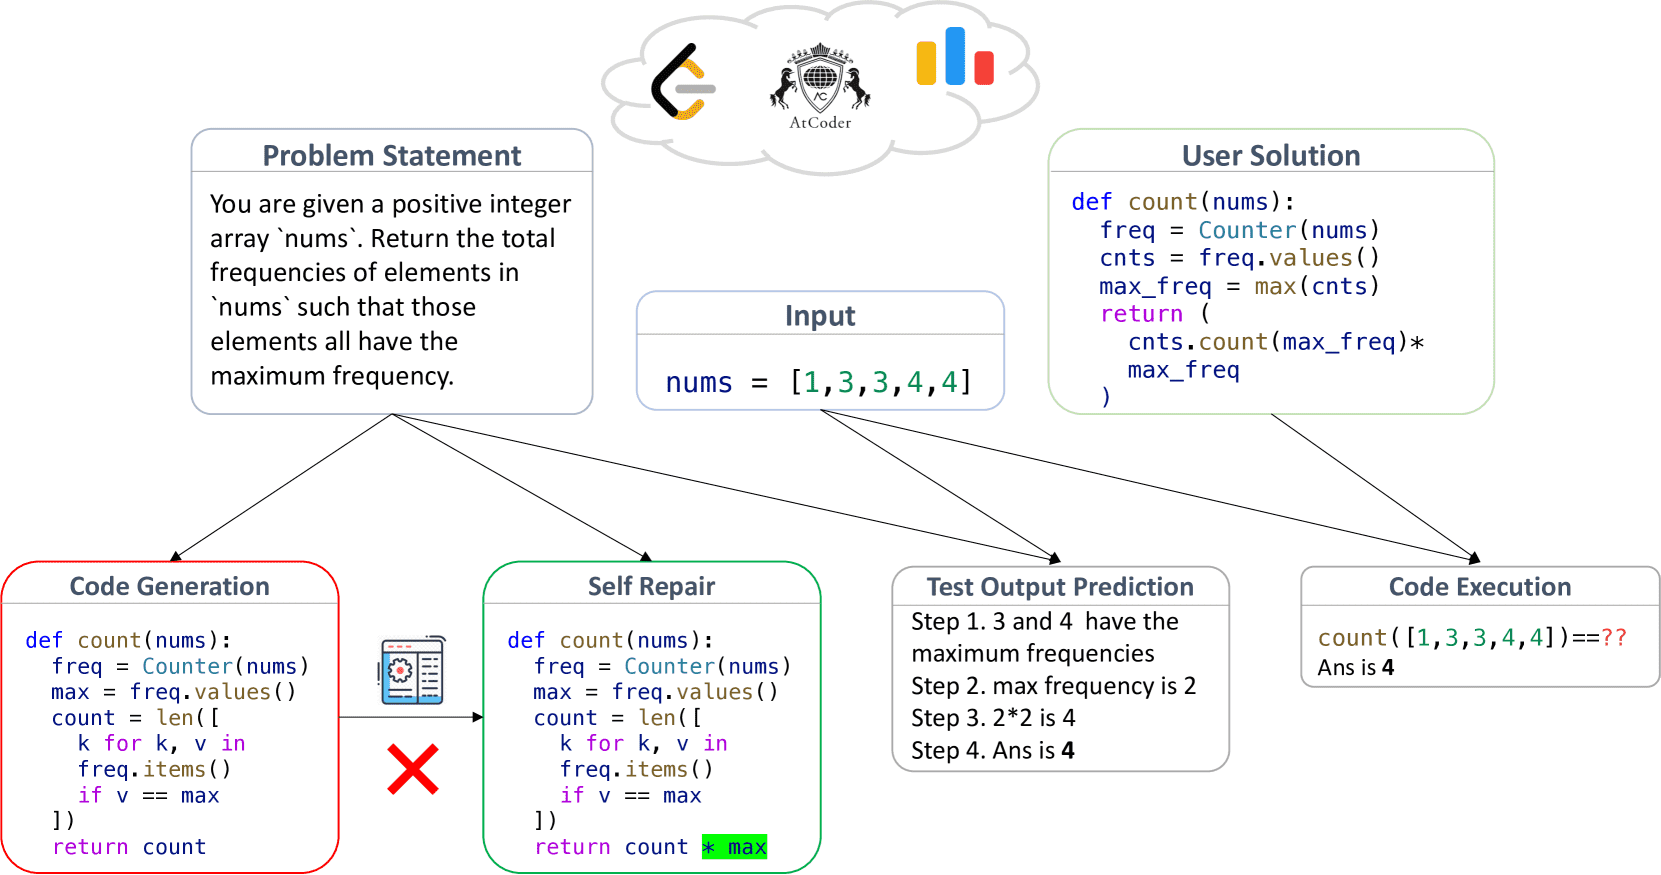 AtCoder
AC
Problem Statement
You are given a positive integer
array `nums`. Return the total
frequencies of elements in
`nums` such that those
elements all have the
maximum frequency.
Input
nums = [1,3,3,4,4]
User Solution
def count(nums):
  freq = Counter(nums)
  cnts = freq.values()
  max_freq = max(cnts)
  return (
    cnts.count(max_freq)*
    max_freq
  )
Code Generation
def count(nums):
  freq = Counter(nums)
  max = freq.values()
  count = len([
    k for k, v in
    freq.items()
    if v == max
  ])
  return count
Self Repair
def count(nums):
  freq = Counter(nums)
  max = freq.values()
  count = len([
    k for k, v in
    freq.items()
    if v == max
  ])
  return count * max
Test Output Prediction
Step 1. 3 and 4 have the
maximum frequencies
Step 2. max frequency is 2
Step 3. 2*2 is 4
Step 4. Ans is 4
Code Execution
count([1,3,3,4,4])==??
Ans is 4